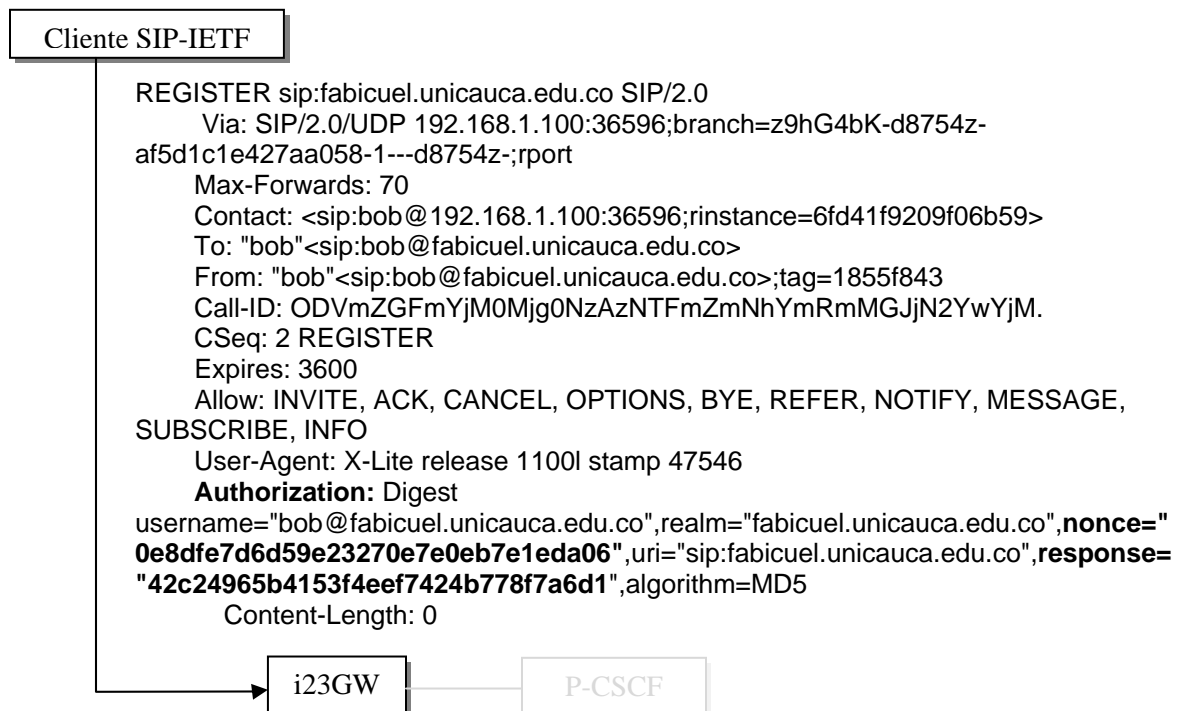 Cliente SIP-IETF
REGISTER sip:fabicuel.unicauca.edu.co SIP/2.0
Via: SIP/2.0/UDP 192.168.1.100:36596;branch=z9hG4bK-d8754z-
af5d1c1e427aa058-1---d8754z-;rport
Max-Forwards: 70
Contact: <sip:bob@192.168.1.100:36596;rinstance=6fd41f9209f06b59>
To: "bob"<sip:bob@fabicuel.unicauca.edu.co>
From: "bob"<sip:bob@fabicuel.unicauca.edu.co>;tag=1855f843
Call-ID: ODVmZGFmYjM0Mjg0NzAzNTFmZmNhYmRmMGJjN2YwYjM.
CSeq: 2 REGISTER
Expires: 3600
Allow: INVITE, ACK, CANCEL, OPTIONS, BYE, REFER, NOTIFY, MESSAGE,
SUBSCRIBE, INFO
User-Agent: X-Lite release 1100l stamp 47546
Authorization: Digest
username="bob@fabicuel.unicauca.edu.co",realm="fabicuel.unicauca.edu.co",nonce="
0e8dfe7d6d59e23270e7e0eb7e1eda06",uri="sip:fabicuel.unicauca.edu.co",response=
"42c24965b4153f4eef7424b778f7a6d1",algorithm=MD5
Content-Length: 0
i23GW
P-CSCF